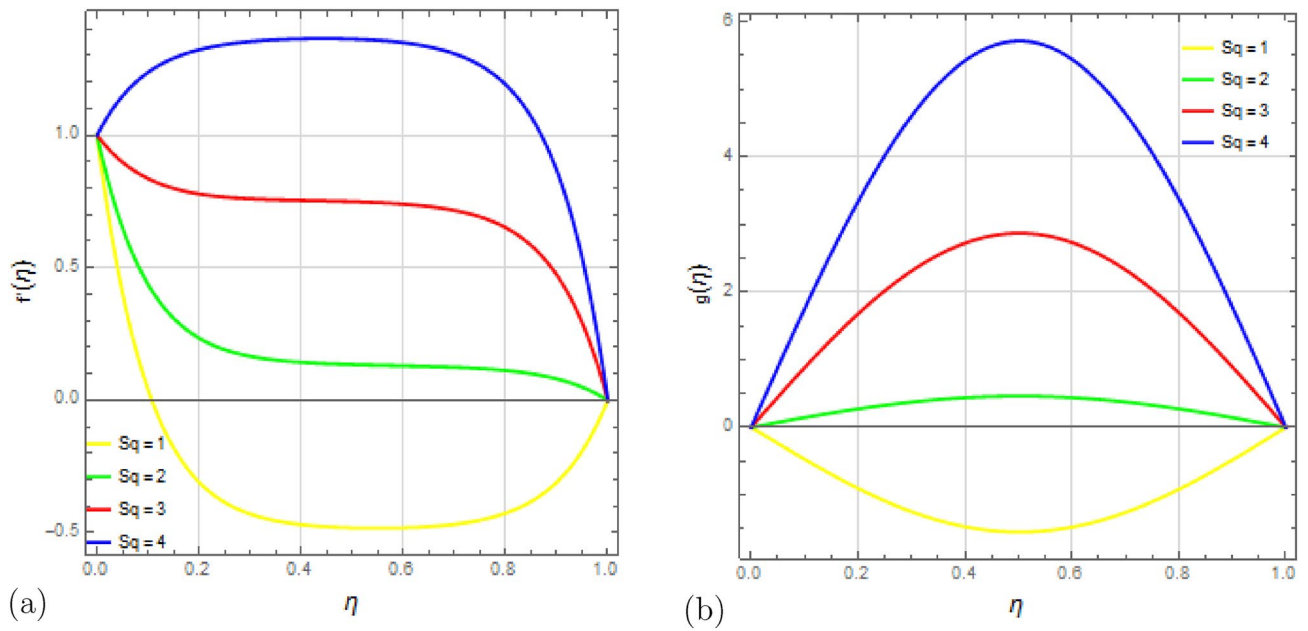 1.0
0.5
0.0
-0.5
f'(η)
Sq = 1
Sq = 2
Sq = 3
Sq = 4
0.0 0.2 0.4 0.6 0.8 1.0
η
(a)
6
4
2
0
g(η)
Sq = 1
Sq = 2
Sq = 3
Sq = 4
0.0 0.2 0.4 0.6 0.8 1.0
η
(b)